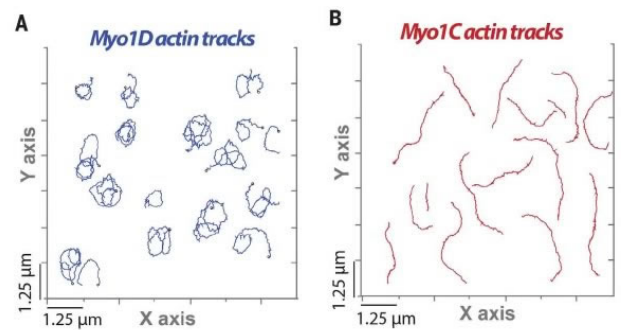 A
Myo1D actin tracks
Y axis
1.25 μm
1.25 μm
X axis
B
Myo1C actin tracks
Y axis
1.25 μm
1.25 μm
X axis